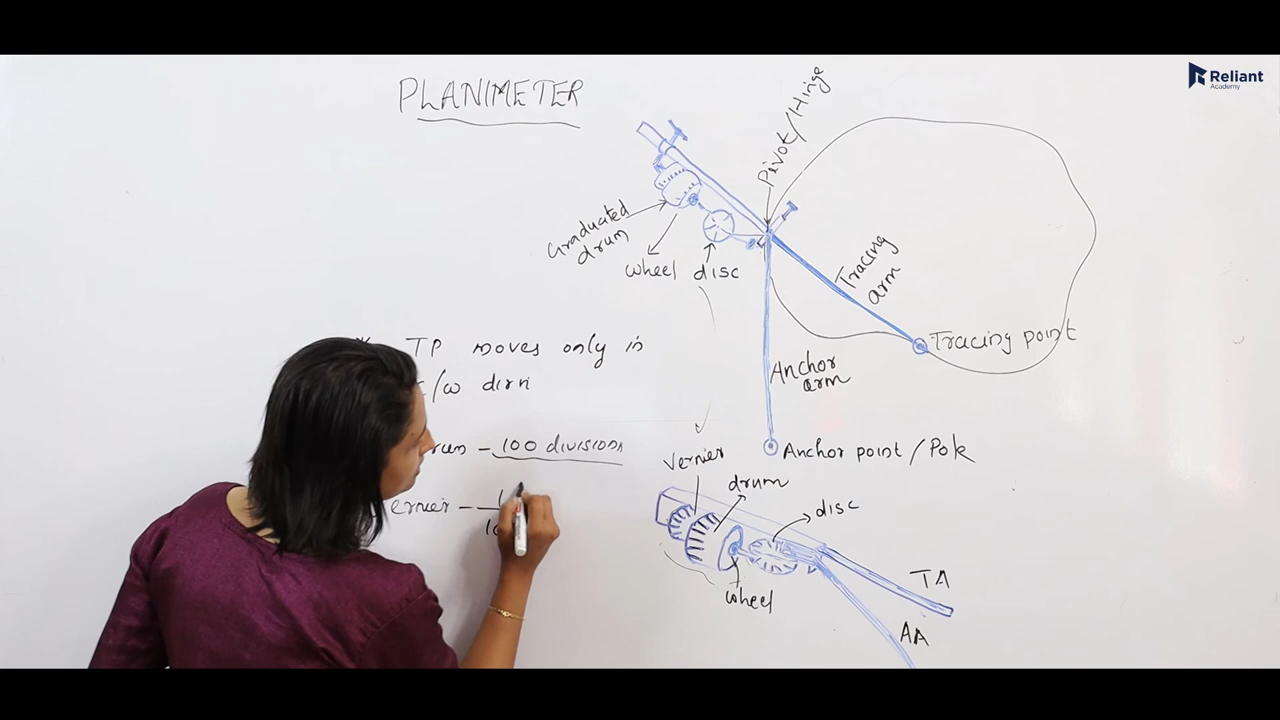 Reliant
Academy
PLANIMETER
Pivot/Hinge
Graduated
drum
wheel
disc
Tracing
arm
Tracing point
Anchor
arm
Anchor point / Pole
TP moves only in
c/w dirn
- 100 divisions
vernier
drum
disc
wheel
TA
AA